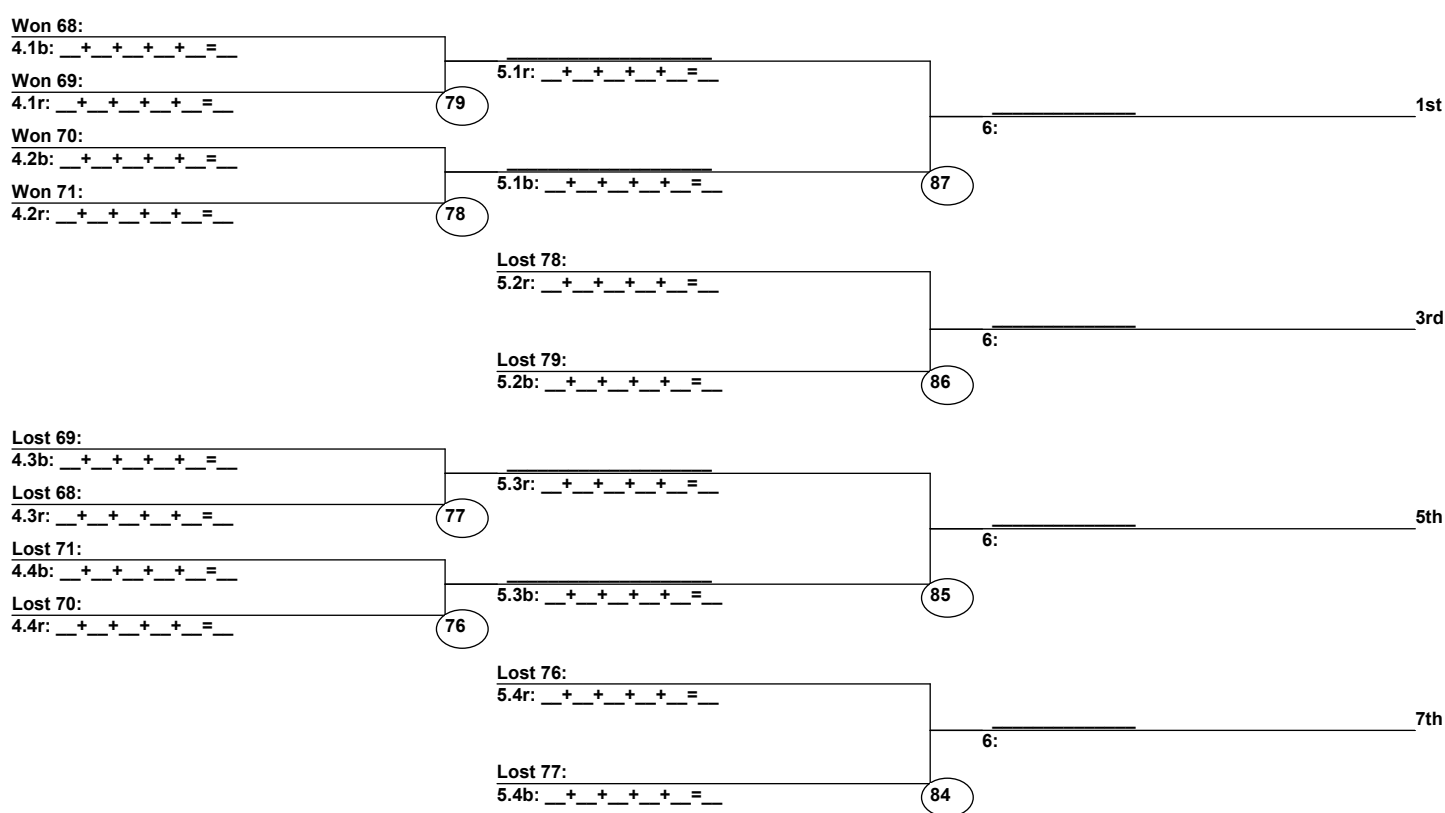 Won 68:
4.1b: __+__+__+__+__=__
Won 69:
4.1r: __+__+__+__+__=__
79
5.1r: __+__+__+__+__=__
Won 70:
4.2b: __+__+__+__+__=__
Won 71:
4.2r: __+__+__+__+__=__
78
5.1b: __+__+__+__+__=__
87
6:
1st
Lost 78:
5.2r: __+__+__+__+__=__
Lost 79:
5.2b: __+__+__+__+__=__
86
6:
3rd
Lost 69:
4.3b: __+__+__+__+__=__
Lost 68:
4.3r: __+__+__+__+__=__
77
5.3r: __+__+__+__+__=__
Lost 71:
4.4b: __+__+__+__+__=__
Lost 70:
4.4r: __+__+__+__+__=__
76
5.3b: __+__+__+__+__=__
85
6:
5th
Lost 76:
5.4r: __+__+__+__+__=__
Lost 77:
5.4b: __+__+__+__+__=__
84
6:
7th